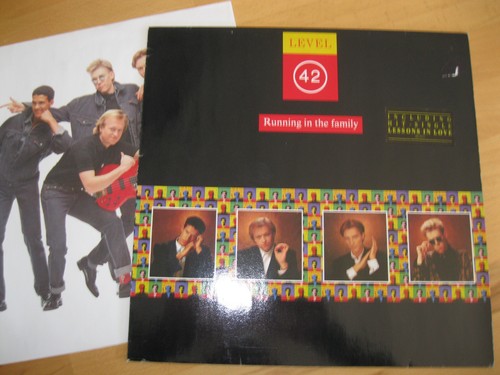 LEVEL
42
Running in the family
INCLUDING
HIT-SINGLE
LESSONS IN LOVE